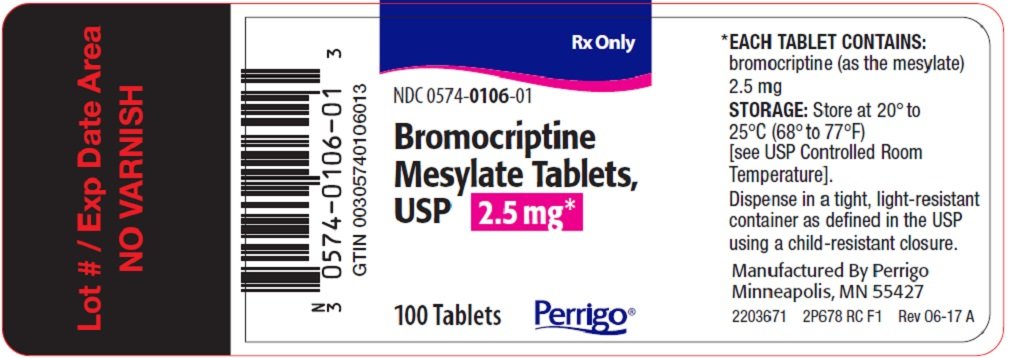 Lot # / Exp Date Area
NO VARNISH
N
3
0574-0106-01
3
GTIN 00305740106013
Rx Only
NDC 0574-0106-01
Bromocriptine
Mesylate Tablets,
USP 2.5 mg*
100 Tablets
Perrigo®
*EACH TABLET CONTAINS:
bromocriptine (as the mesylate)
2.5 mg
STORAGE: Store at 20° to
25°C (68° to 77°F)
[see USP Controlled Room
Temperature].
Dispense in a tight, light-resistant
container as defined in the USP
using a child-resistant closure.
Manufactured By Perrigo
Minneapolis, MN 55427
2203671 2P678 RC F1 Rev 06-17 A